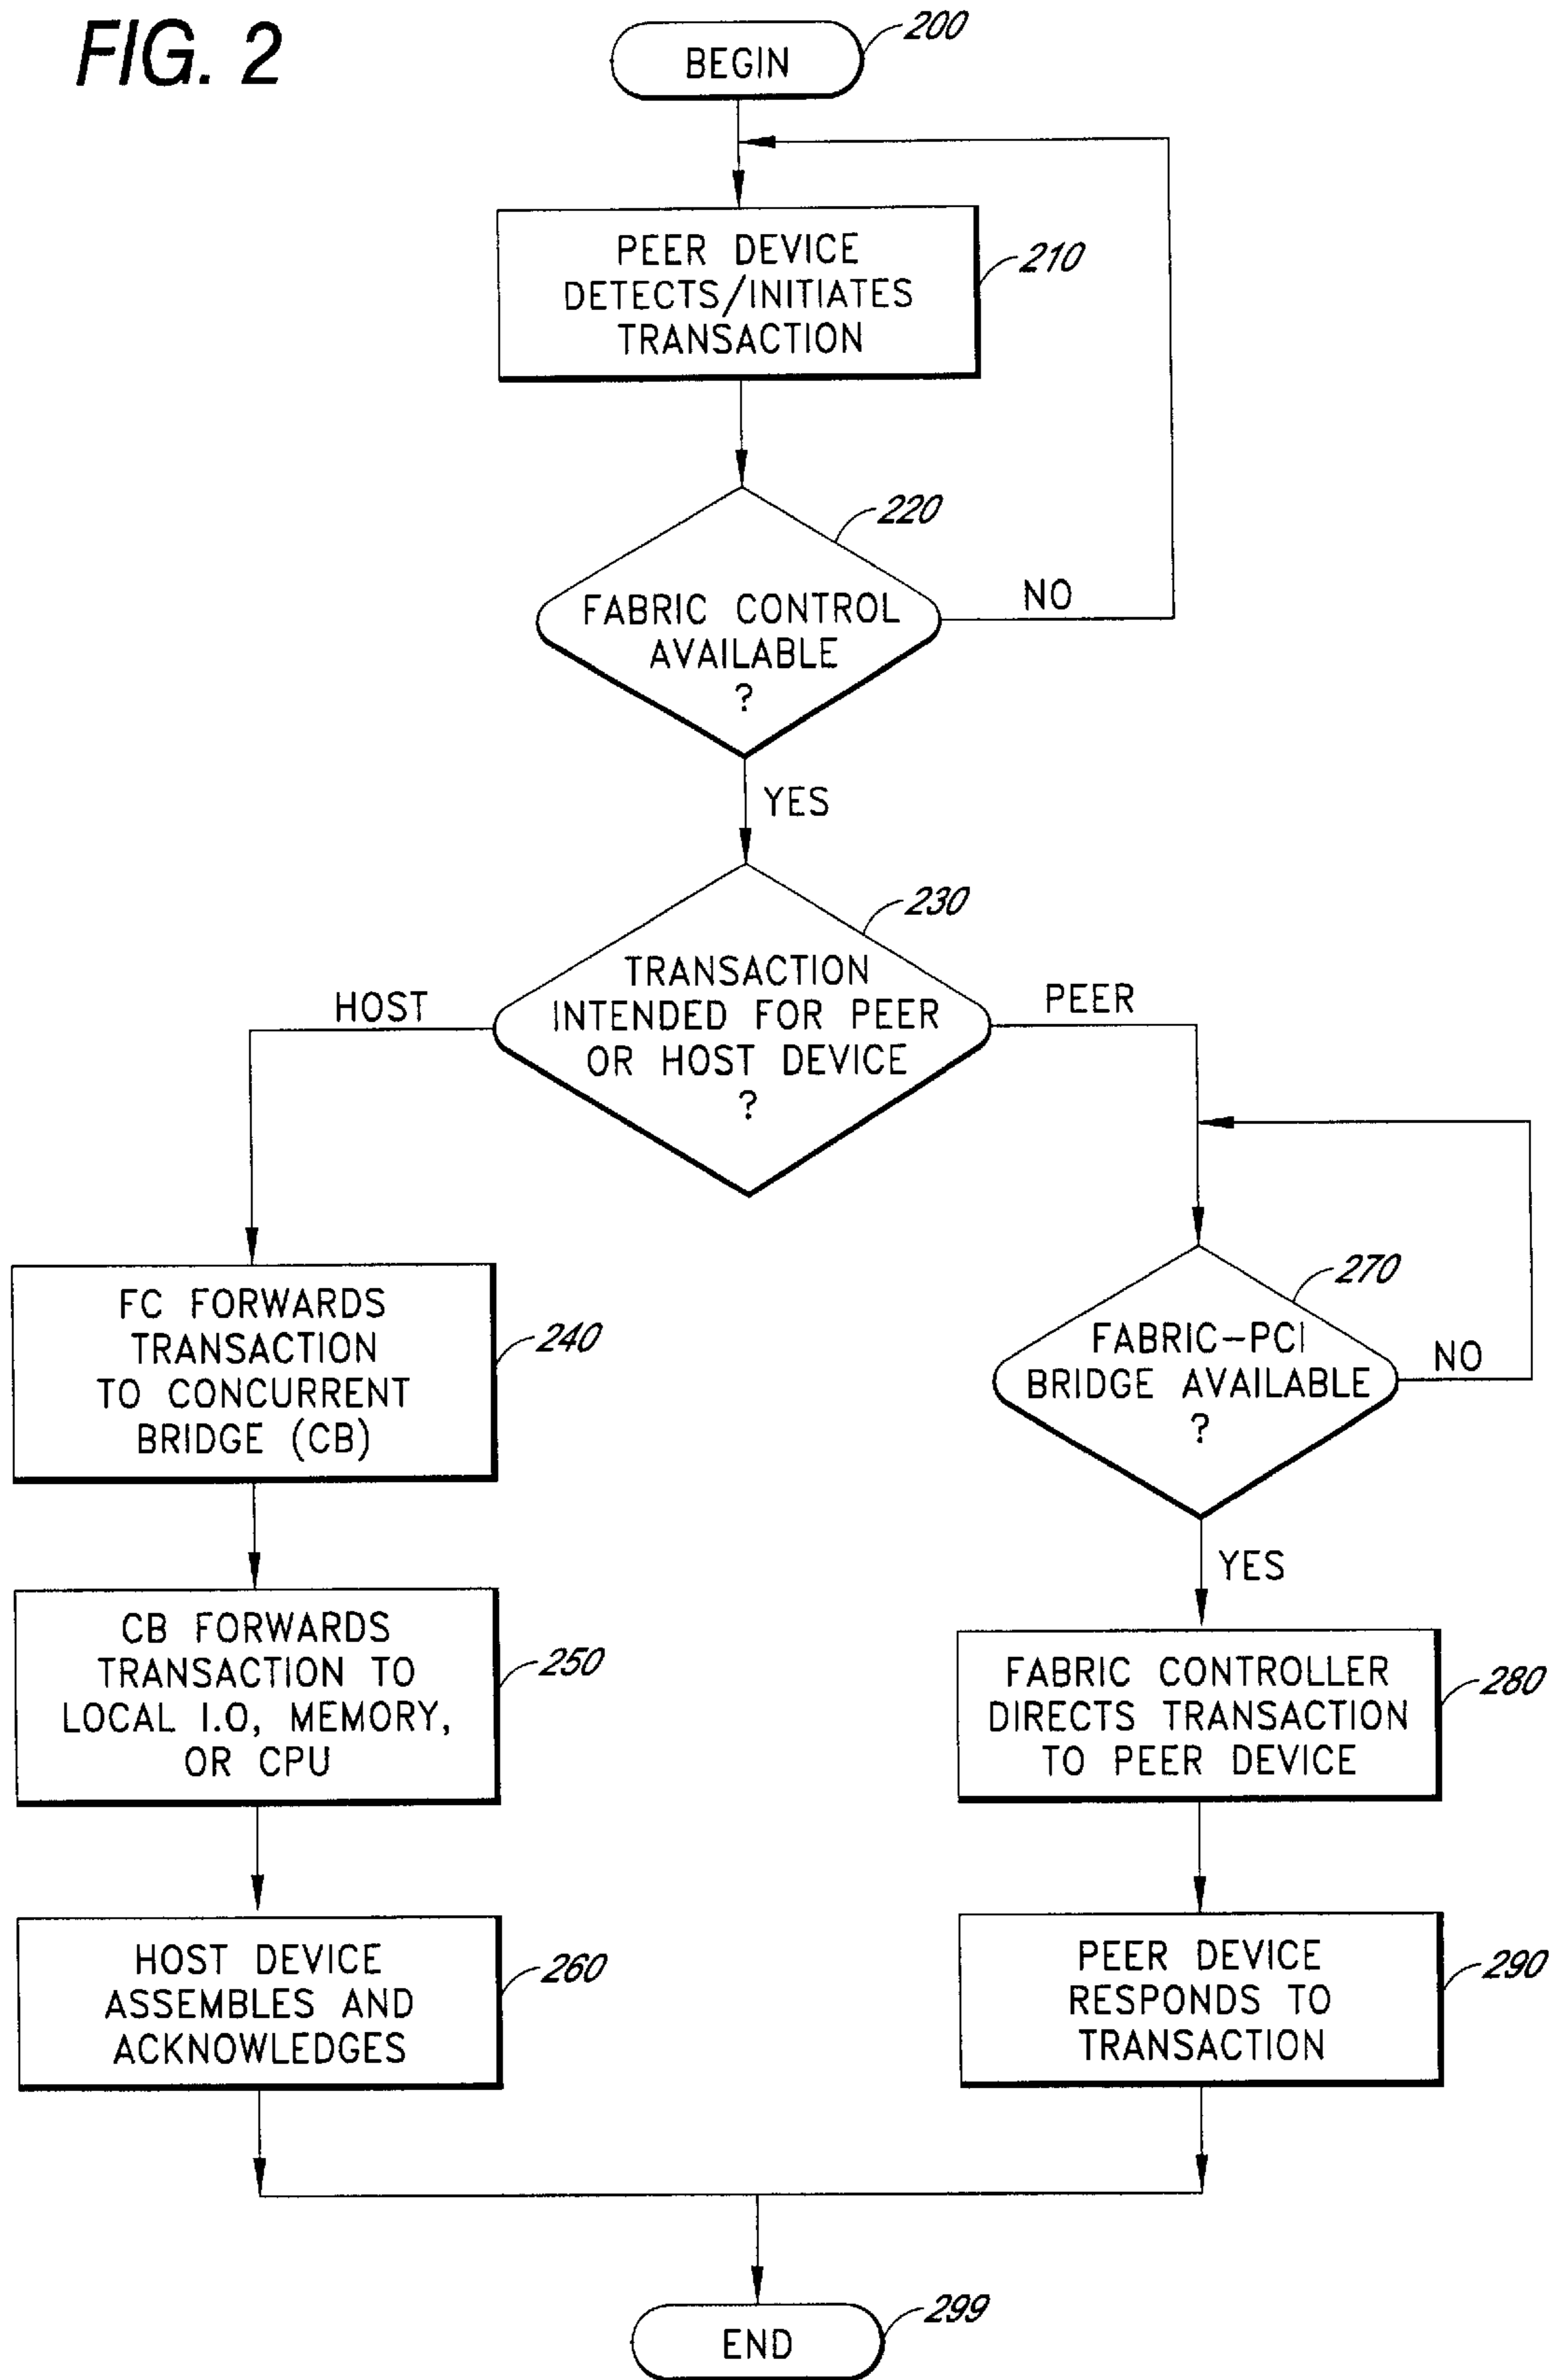 FIG. 2
BEGIN
200
PEER DEVICE
DETECTS/INITIATES
TRANSACTION
210
220
FABRIC CONTROL
AVAILABLE
?
NO
YES
230
TRANSACTION
INTENDED FOR PEER
OR HOST DEVICE
?
HOST
PEER
FC FORWARDS
TRANSACTION
TO CONCURRENT
BRIDGE (CB)
240
270
FABRIC-PCI
BRIDGE AVAILABLE
?
NO
YES
CB FORWARDS
TRANSACTION TO
LOCAL I.O, MEMORY,
OR CPU
250
FABRIC CONTROLLER
DIRECTS TRANSACTION
TO PEER DEVICE
280
HOST DEVICE
ASSEMBLES AND
ACKNOWLEDGES
260
PEER DEVICE
RESPONDS TO
TRANSACTION
290
END
299